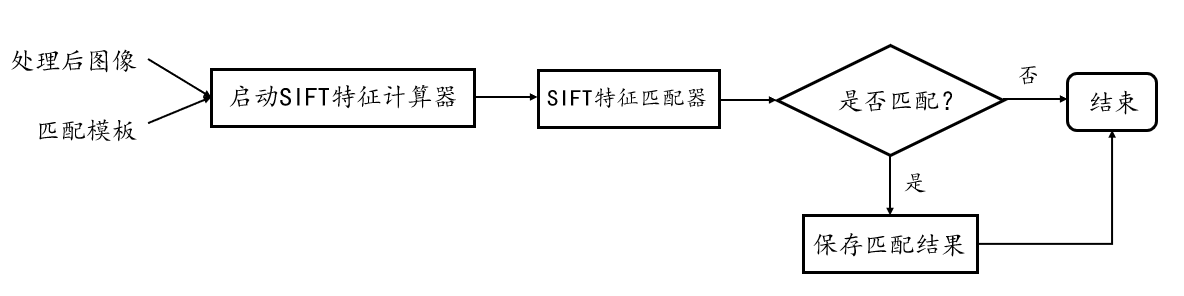 处理后图像
匹配模板
启动SIFT特征计算器
SIFT特征匹配器
是否匹配？
否
结束
是
保存匹配结果